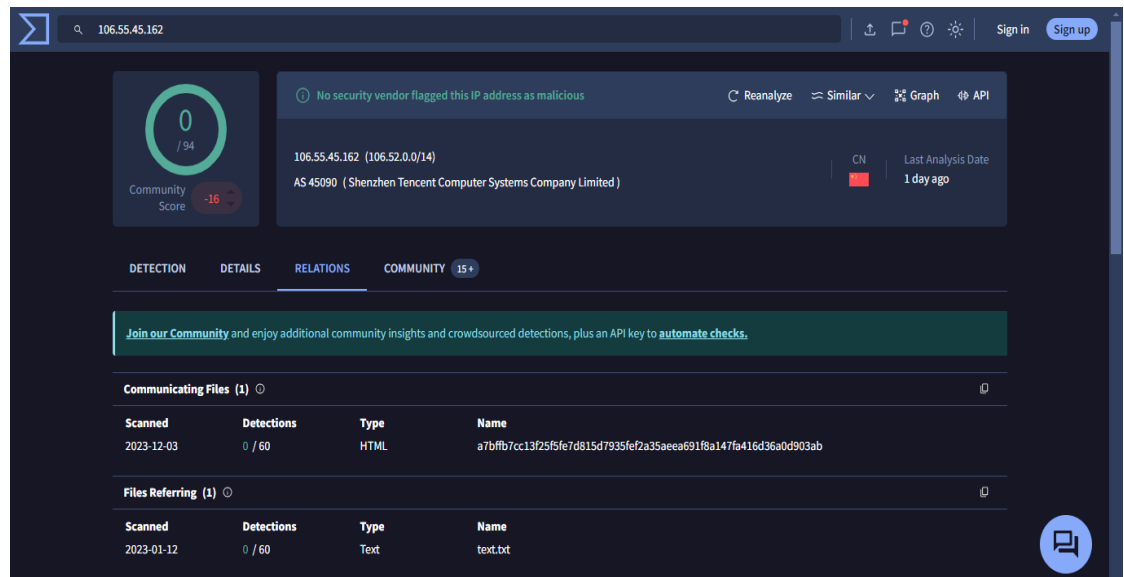 106.55.45.162
Sign in
Sign up
0
/ 94
Community
Score
-16
No security vendor flagged this IP address as malicious
Reanalyze
Similar
Graph
API
106.55.45.162 (106.52.0.0/14)
AS 45090 ( Shenzhen Tencent Computer Systems Company Limited )
CN
Last Analysis Date
1 day ago
DETECTION DETAILS RELATIONS COMMUNITY 15+
Join our Community and enjoy additional community insights and crowdsourced detections, plus an API key to automate checks.
Communicating Files (1)
Scanned Detections Type Name
2023-12-03 0 / 60 HTML a7bffb7cc13f25f5fe7d815d7935fef2a35aeea691f8a147fa416d36a0d903ab
Files Referring (1)
Scanned Detections Type Name
2023-01-12 0 / 60 Text text.txt